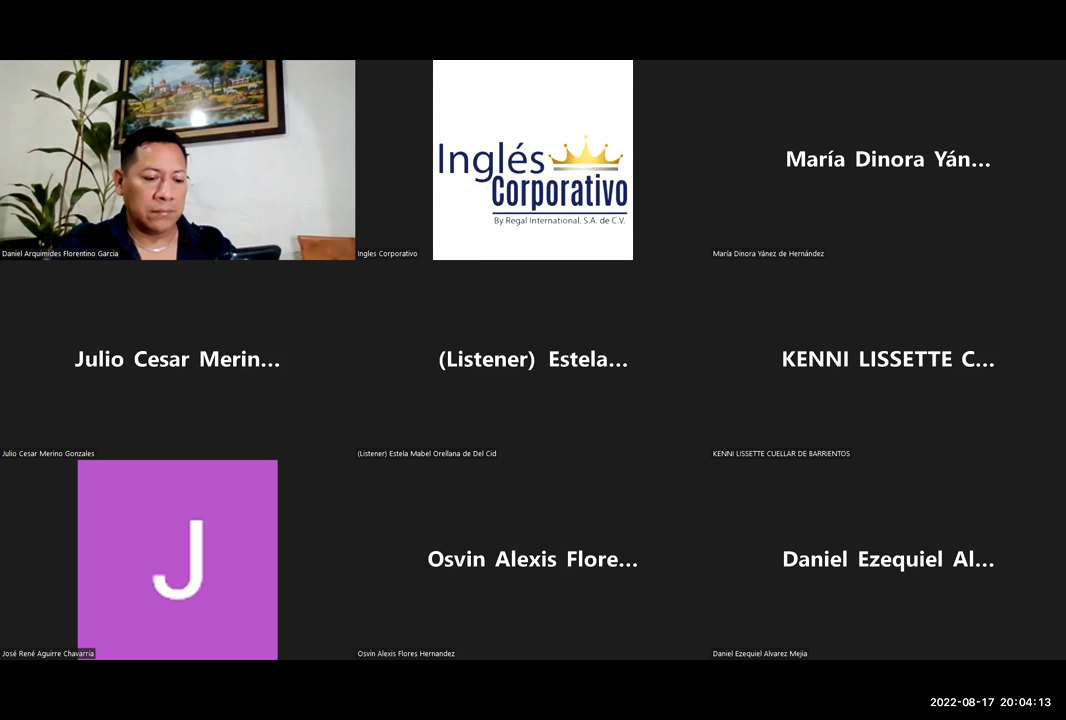 Daniel Arquimides Florentino Garcia
Inglés
Corporativo
By Regal International, S.A. de C.V.
Ingles Corporativo
María Dinora Yán...
María Dinora Yánez de Hernández
Julio Cesar Merin...
Julio Cesar Merino Gonzales
(Listener) Estela...
(Listener) Estela Mabel Orellana de Del Cid
KENNI LISSETTE C...
KENNI LISSETTE CUELLAR DE BARRIENTOS
J
José René Aguirre Chavarría
Osvin Alexis Flore...
Osvin Alexis Flores Hernandez
Daniel Ezequiel Al...
Daniel Ezequiel Alvarez Mejia
2022-08-17 20:04:13